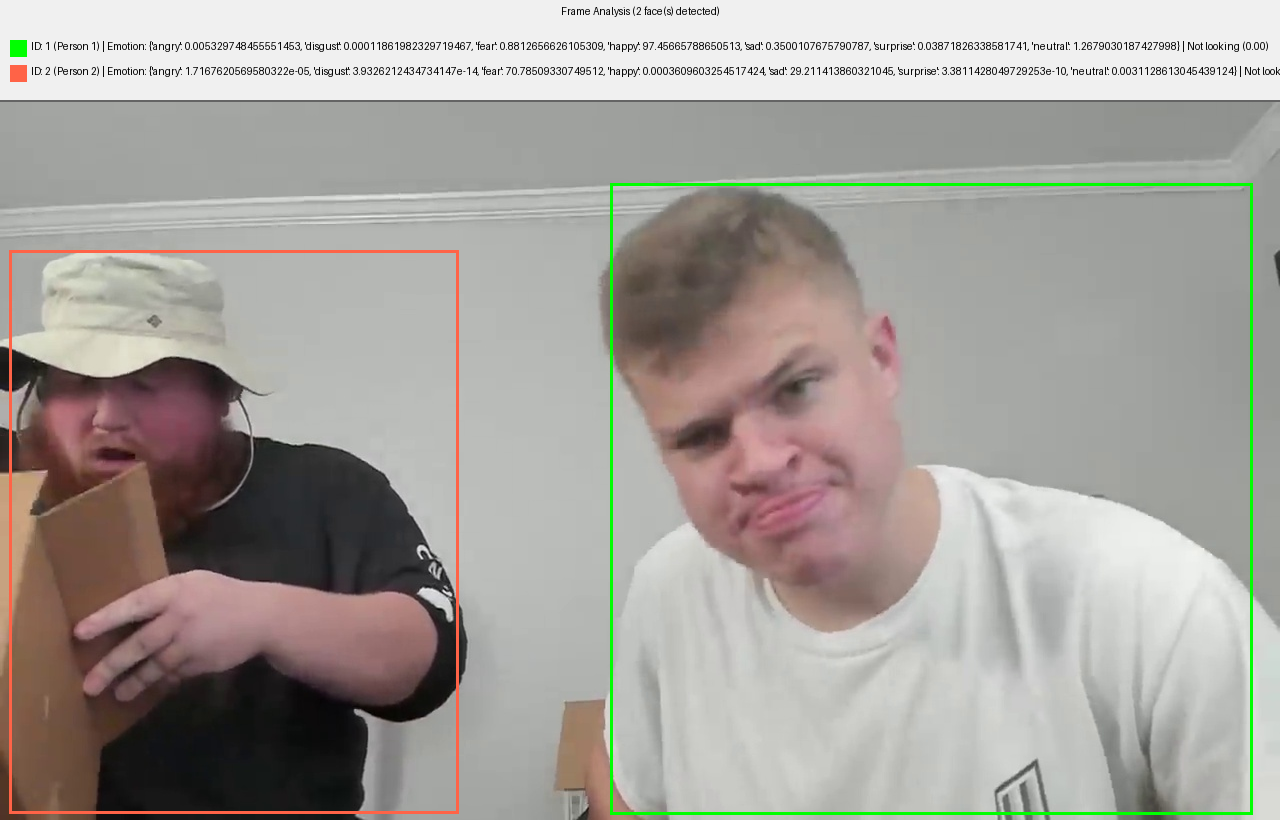 Frame Analysis (2 face(s) detected)
ID: 1 (Person 1) | Emotion: {'angry': 0.005329748455551453, 'disgust': 0.00011861982329719467, 'fear': 0.8812656626105309, 'happy': 97.45665788650513, 'sad': 0.3500107675790787, 'surprise': 0.03871826338581741, 'neutral': 1.2679030187427998} | Not looking (0.00)
ID: 2 (Person 2) | Emotion: {'angry': 1.7167620569580322e-05, 'disgust': 3.9326212434734147e-14, 'fear': 70.78509330749512, 'happy': 0.0003609603254517424, 'sad': 29.211413860321045, 'surprise': 3.3811428049729253e-10, 'neutral': 0.0031128613045439124} | Not look